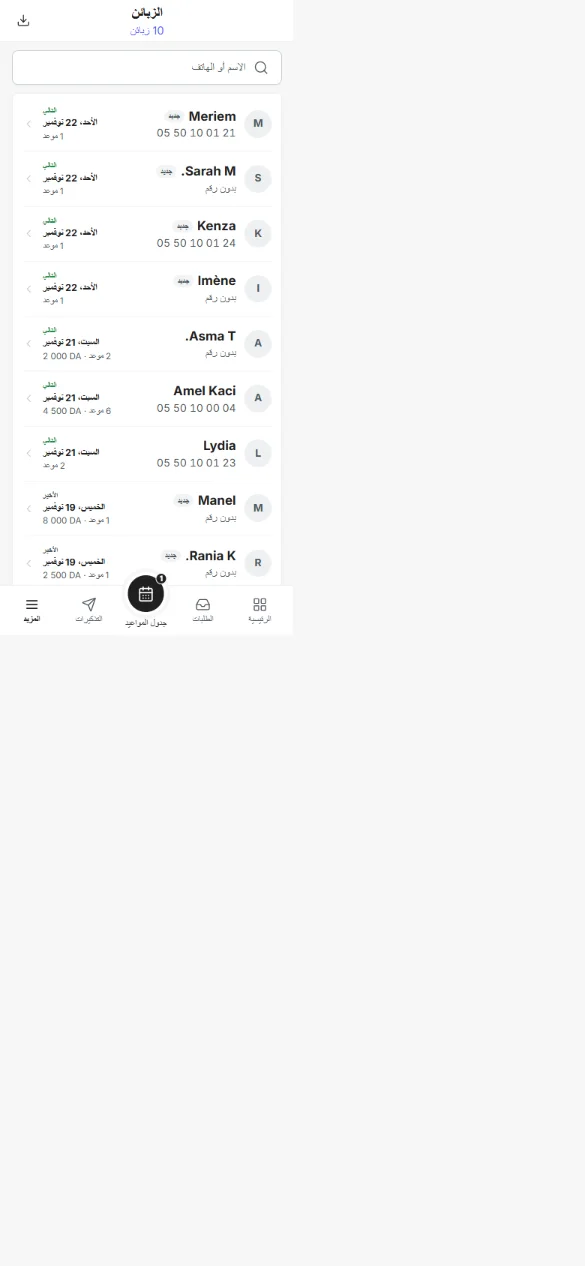 الزبائن
10 زبائن
الاسم أو الهاتف
M
Meriem جديد
05 50 10 01 21
التالي
الأحد، 22 نوفمبر
1 موعد
S
Sarah M. جديد
بدون رقم
التالي
الأحد، 22 نوفمبر
1 موعد
K
Kenza جديد
05 50 10 01 24
التالي
الأحد، 22 نوفمبر
1 موعد
I
Imène جديد
بدون رقم
التالي
الأحد، 22 نوفمبر
1 موعد
A
Asma T.
بدون رقم
التالي
السبت، 21 نوفمبر
2 موعد · 2 000 DA
A
Amel Kaci
05 50 10 00 04
التالي
السبت، 21 نوفمبر
6 موعد · 4 500 DA
L
Lydia
05 50 10 01 23
التالي
السبت، 21 نوفمبر
2 موعد
M
Manel جديد
بدون رقم
الأخير
الخميس، 19 نوفمبر
1 موعد · 8 000 DA
R
Rania K. جديد
بدون رقم
الأخير
الخميس، 19 نوفمبر
1 موعد · 2 500 DA
الرئيسية
الطلبات
1
جدول المواعيد
التذكيرات
المزيد